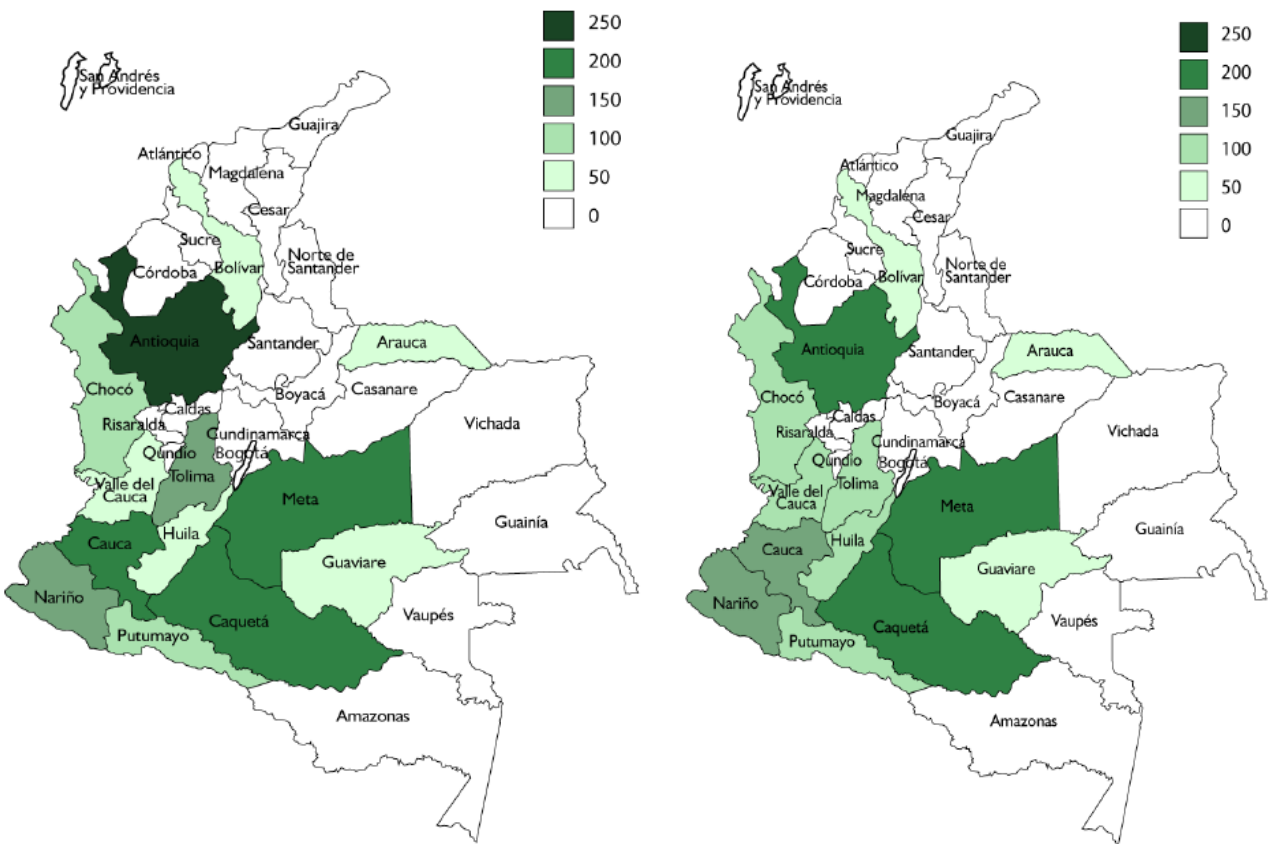 250
200
150
100
50
0
San Andrés
y Providencia
Guajira
Atlántico
Magdalena
Cesar
Sucre
Norte de
Santander
Córdoba
Bolívar
Antioquia
Santander
Arauca
Chocó
Boyacá
Casanare
Caldas
Risaralda
Vichada
Cundinamarca
Qundio
Bogotá
Tolima
Valle del
Cauca
Meta
Guainía
Huila
Cauca
Guaviare
Nariño
Vaupés
Caquetá
Putumayo
Amazonas
250
200
150
100
50
0
San Andrés
y Providencia
Guajira
Atlántico
Magdalena
Cesar
Sucre
Norte de
Santander
Córdoba
Bolívar
Antioquia
Santander
Arauca
Chocó
Boyacá
Casanare
Caldas
Risaralda
Vichada
Cundinamarca
Qundio
Bogotá
Tolima
Valle del
Cauca
Meta
Guainía
Huila
Cauca
Guaviare
Nariño
Vaupés
Caquetá
Putumayo
Amazonas